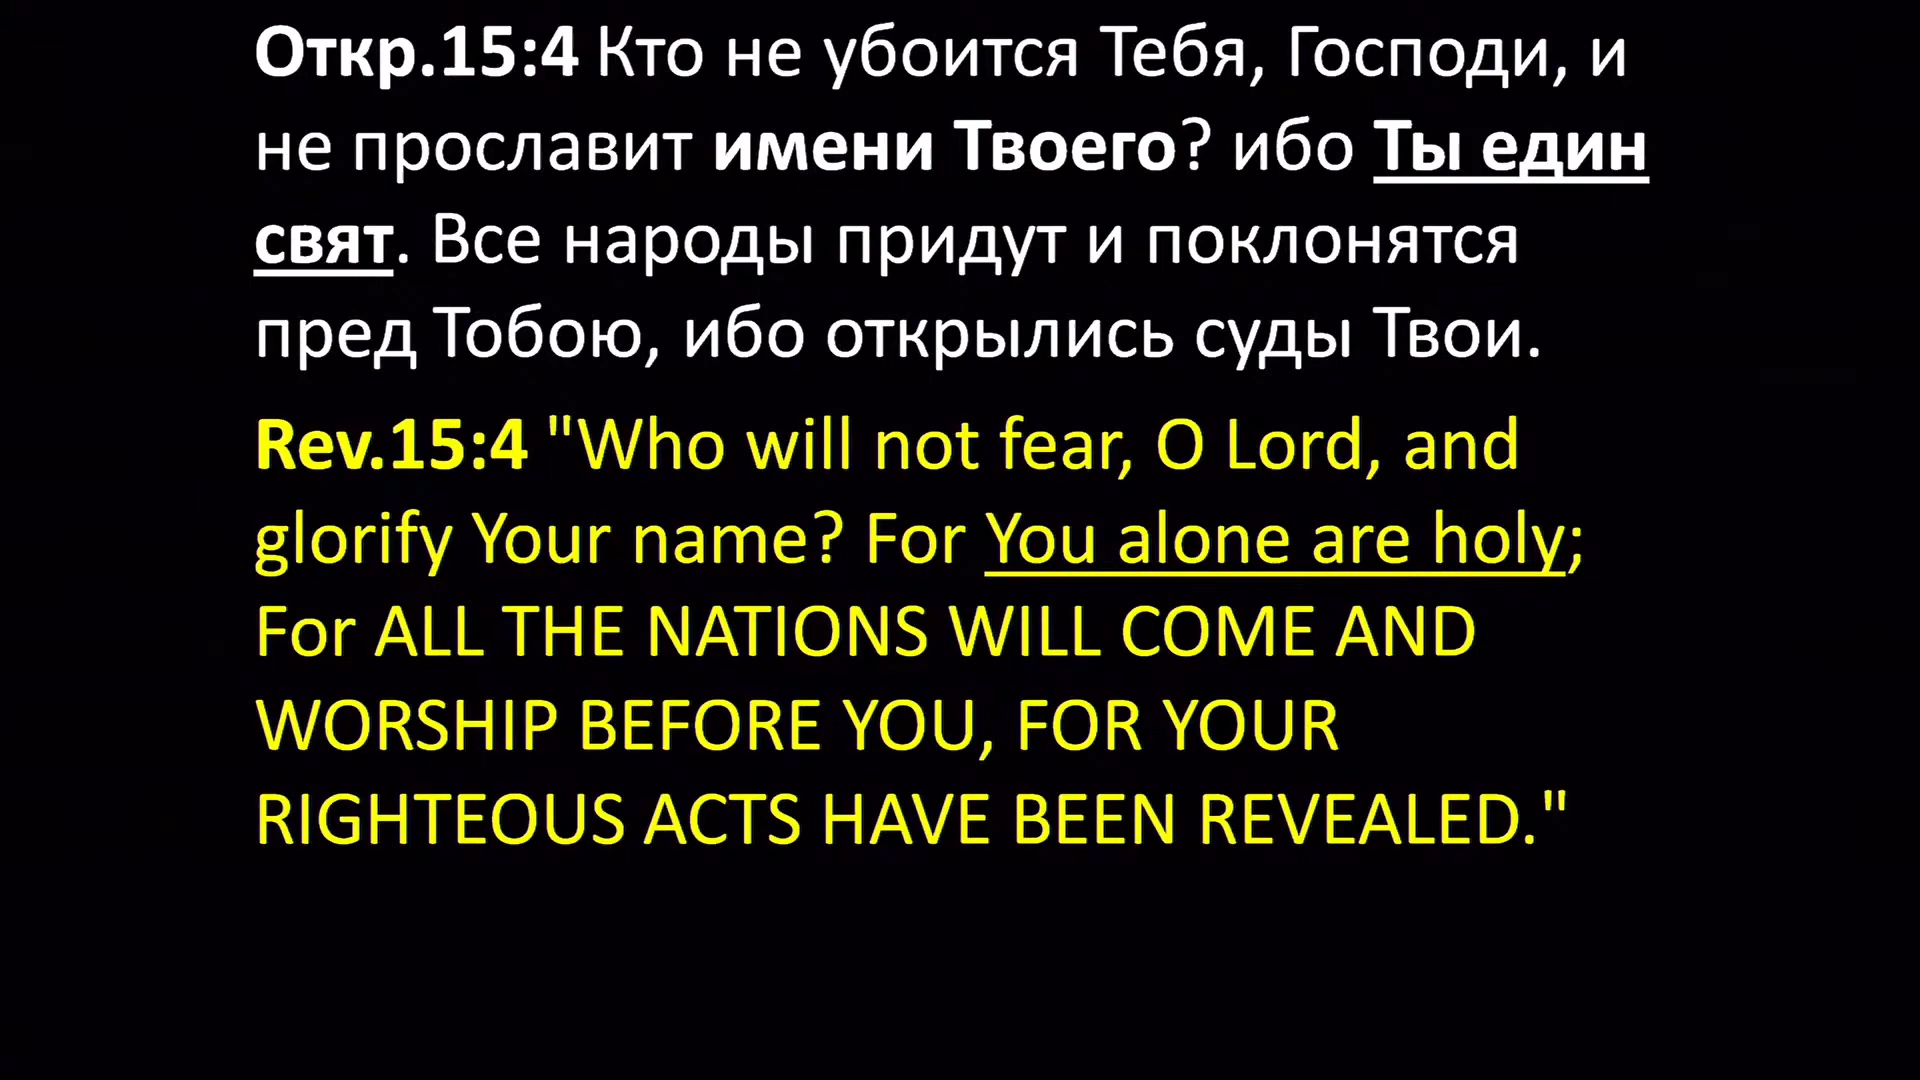 Откр.15:4 Кто не убоится Тебя, Господи, и
не прославит имени Твоего? ибо Ты един
свят. Все народы придут и поклонятся
пред Тобою, ибо открылись суды Твои.
Rev.15:4 "Who will not fear, O Lord, and
glorify Your name? For You alone are holy;
For ALL THE NATIONS WILL COME AND
WORSHIP BEFORE YOU, FOR YOUR
RIGHTEOUS ACTS HAVE BEEN REVEALED."